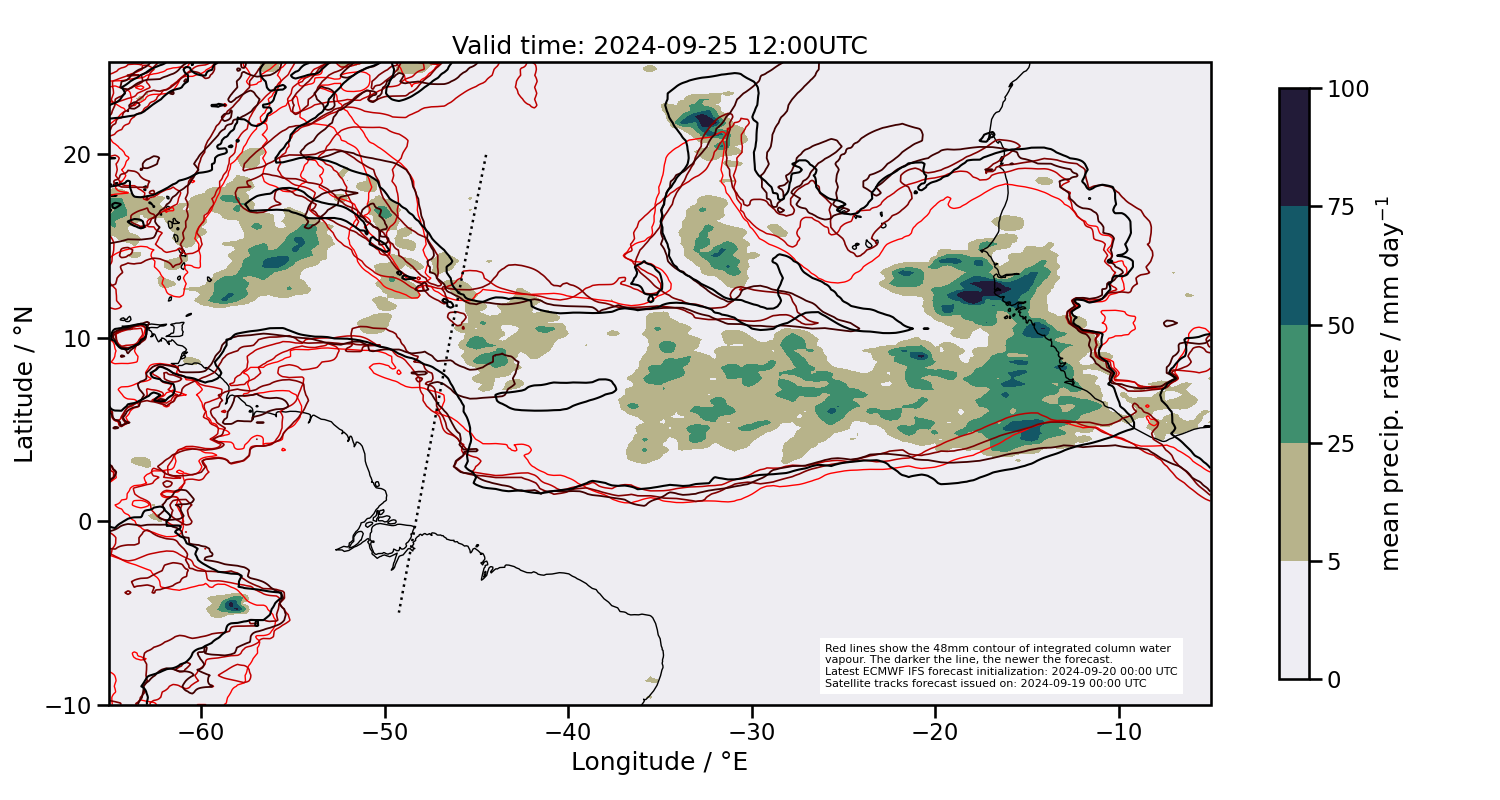 Valid time: 2024-09-25 12:00UTC
20
10
0
−10
Latitude / °N
−60
−50
−40
−30
−20
−10
Longitude / °E
Red lines show the 48mm contour of integrated column water
vapour. The darker the line, the newer the forecast.
Latest ECMWF IFS forecast initialization: 2024-09-20 00:00 UTC
Satellite tracks forecast issued on: 2024-09-19 00:00 UTC
100
75
50
25
5
0
mean precip. rate / mm day⁻¹